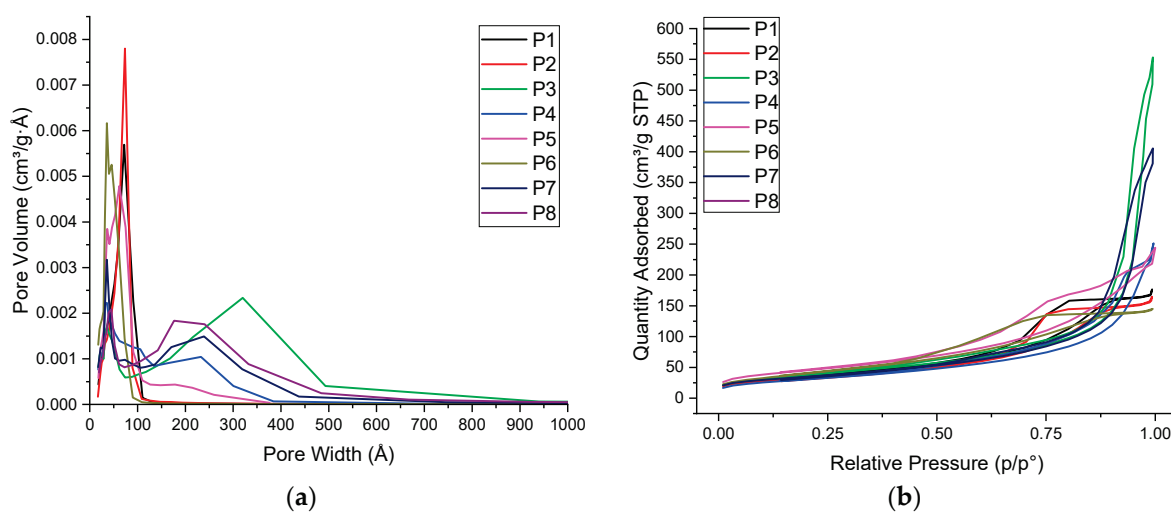 0.008
0.007
0.006
0.005
0.004
0.003
0.002
0.001
0.000
Pore Volume (cm³/g·Å)
0 100 200 300 400 500 600 700 800 900 1000
Pore Width (Å)
P1
P2
P3
P4
P5
P6
P7
P8
(a)
600
550
500
450
400
350
300
250
200
150
100
50
0
Quantity Adsorbed (cm³/g STP)
0.00 0.25 0.50 0.75 1.00
Relative Pressure (p/p°)
P1
P2
P3
P4
P5
P6
P7
P8
(b)